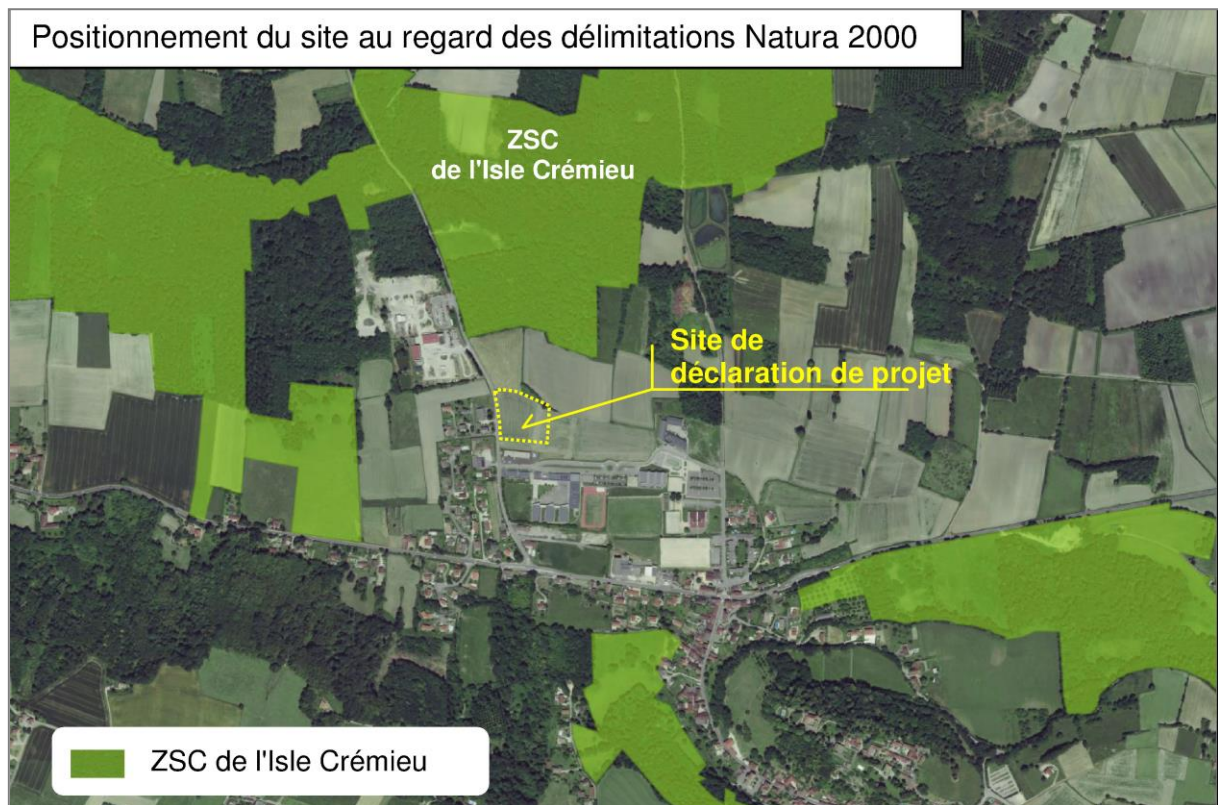 Positionnement du site au regard des délimitations Natura 2000
ZSC
de l'Isle Crémieu
Site de
déclaration de projet
ZSC de l'Isle Crémieu